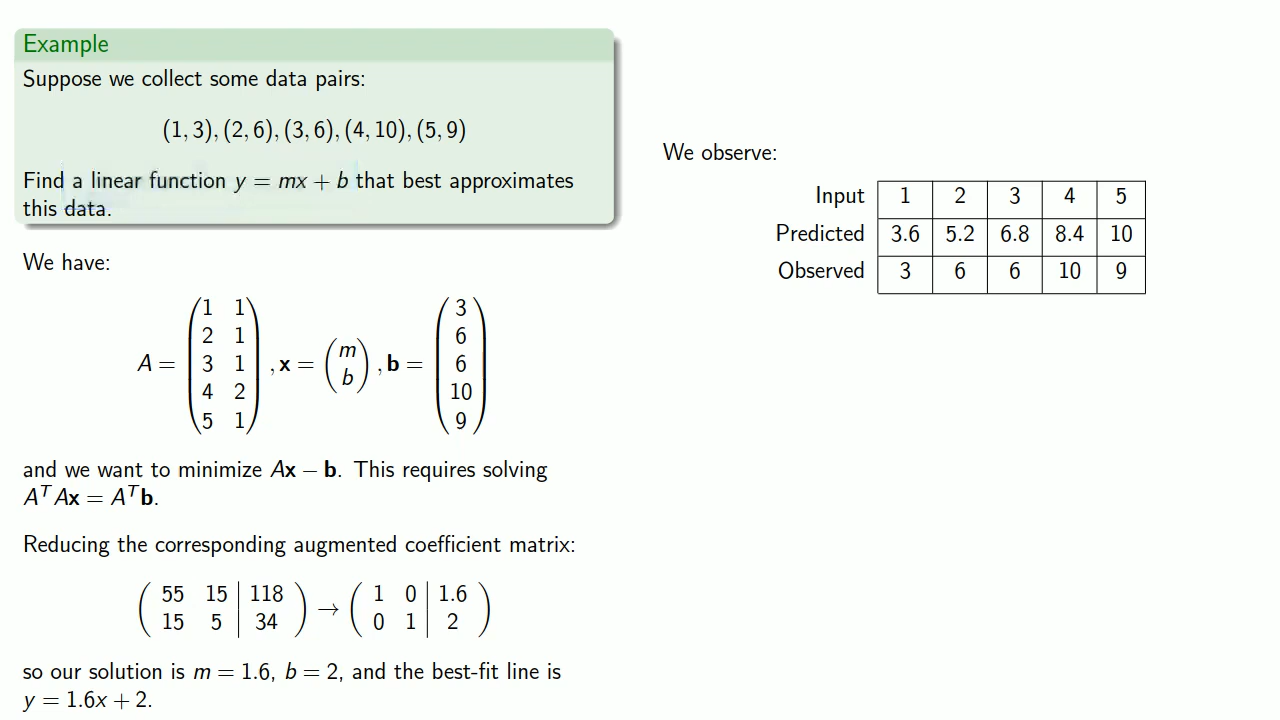 Example
Suppose we collect some data pairs:
(1, 3), (2, 6), (3, 6), (4, 10), (5, 9)
Find a linear function y = mx + b that best approximates
this data.
We have:
A = ( 1 1 ; 2 1 ; 3 1 ; 4 2 ; 5 1 ) , x = ( m ; b ) , b = ( 3 ; 6 ; 6 ; 10 ; 9 )
and we want to minimize Ax − b. This requires solving
AᵀAx = Aᵀb.
Reducing the corresponding augmented coefficient matrix:
( 55 15 | 118 ; 15 5 | 34 ) → ( 1 0 | 1.6 ; 0 1 | 2 )
so our solution is m = 1.6, b = 2, and the best-fit line is
y = 1.6x + 2.
We observe:
Input 1 2 3 4 5
Predicted 3.6 5.2 6.8 8.4 10
Observed 3 6 6 10 9